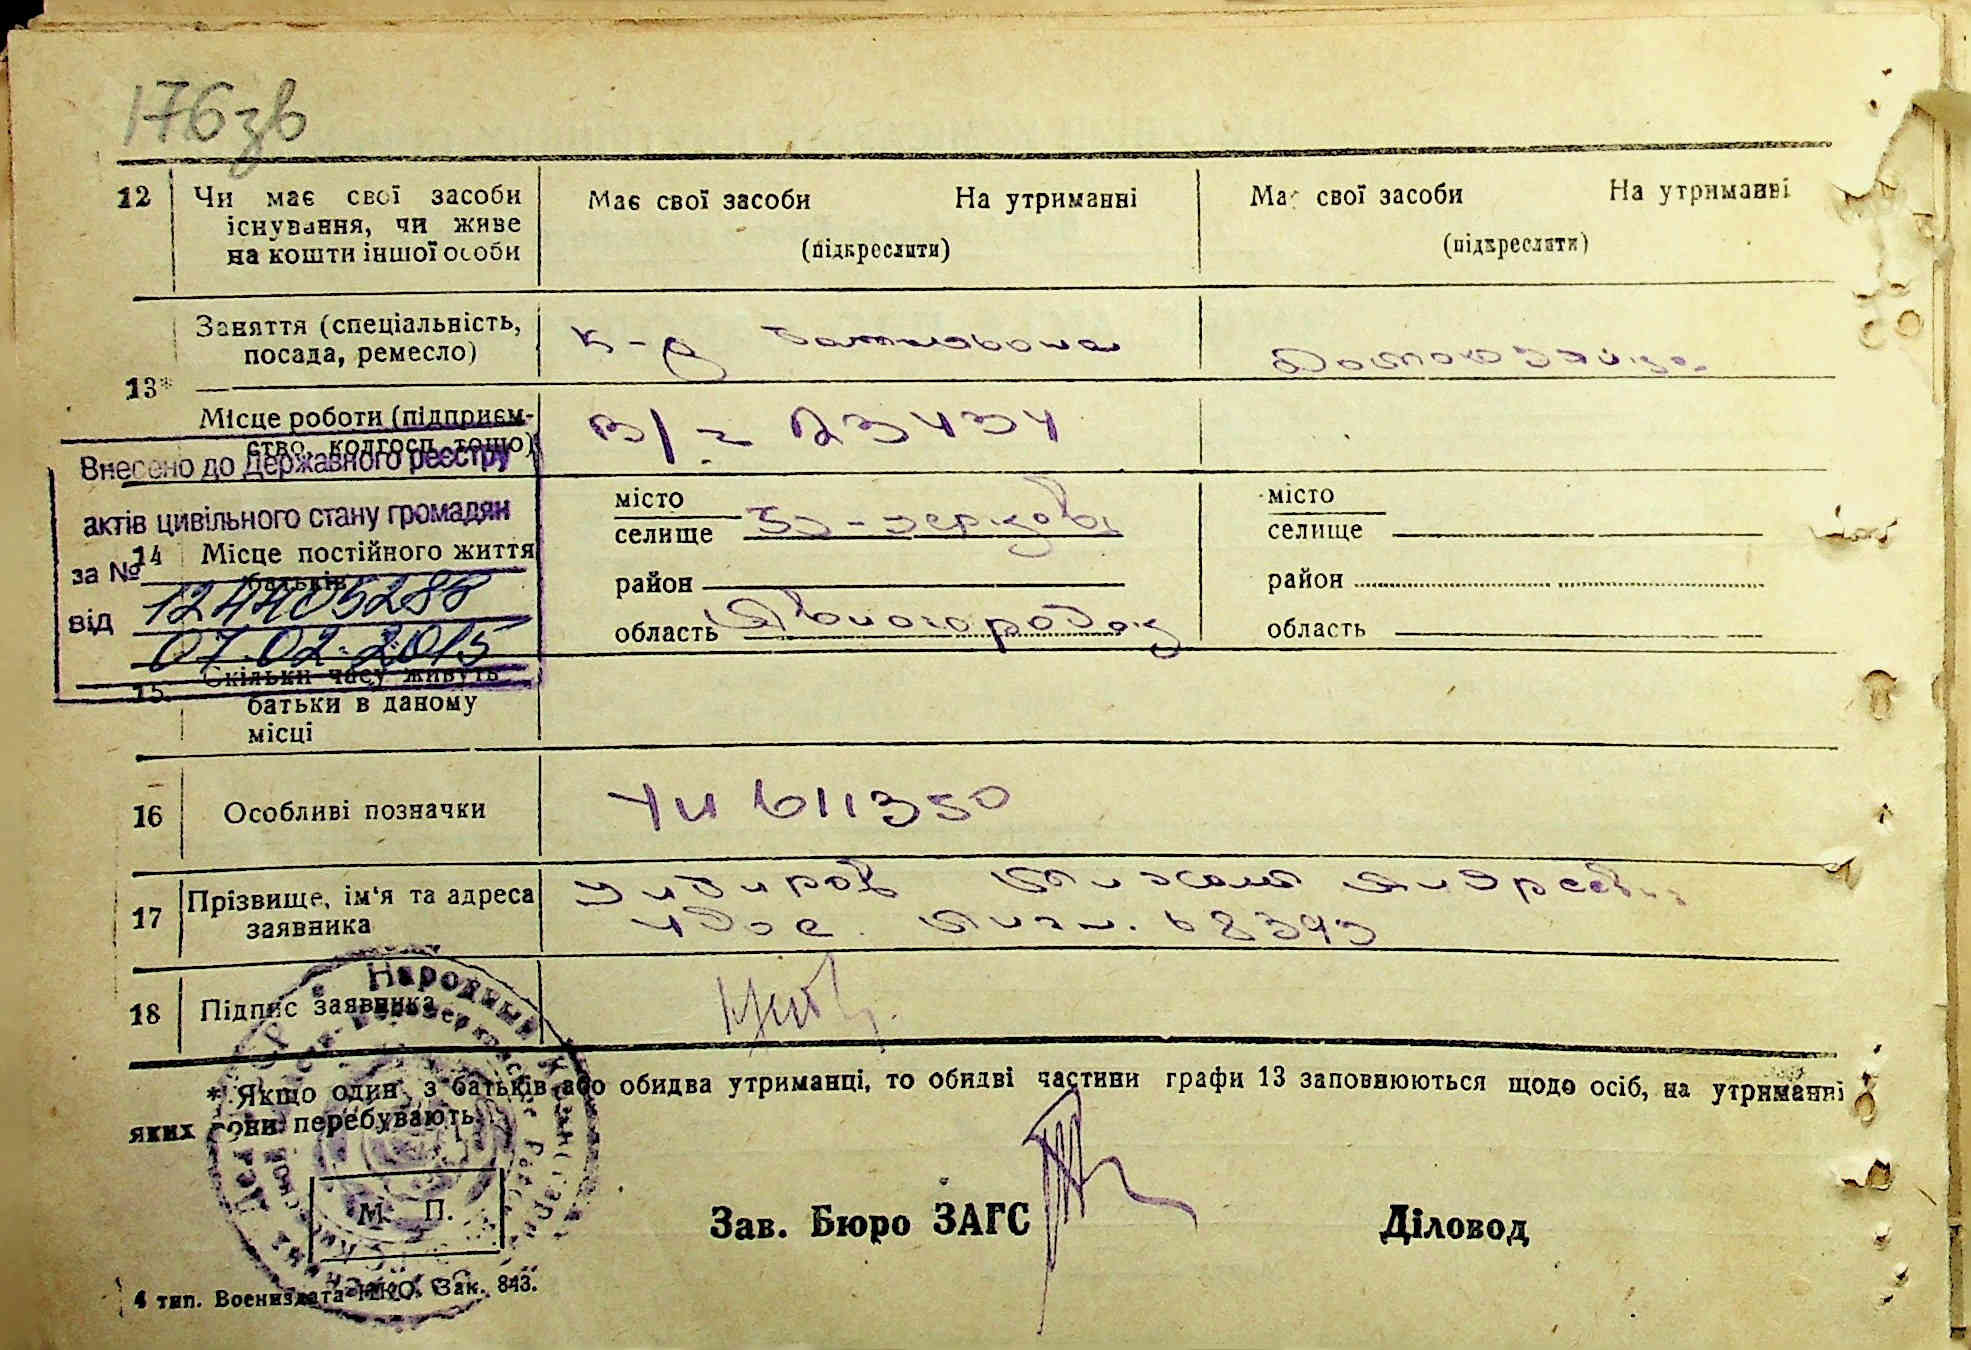 176зв
12 Чи має свої засоби існування, чи живе на кошти іншої особи
Має свої засоби На утриманні
(підкреслити)
Має свої засоби На утриманні
(підкреслити)
13*
Заняття (спеціальність, посада, ремесло)
к-р батальона
Домохозяйка
Місце роботи (підприємство, колгосп тощо)
в/ч 23434
Внесено до Державного реєстру
актів цивільного стану громадян
за № 124405288
від 07.02.2015
14 Місце постійного життя батьків
місто
селище
район
область
місто
селище
район
область
15 Скільки часу живуть батьки в даному місці
16 Особливі позначки
611350
17 Прізвище, ім'я та адреса заявника
68393
18 Підпис заявника
* Якщо один з батьків або обидва утриманці, то обидві частини графи 13 заповнюються щодо осіб, на утриманні
яких вони перебувають.
М. П.
Зав. Бюро ЗАГС
Діловод
4 тип. Воениздата НКО. Зак. 843.